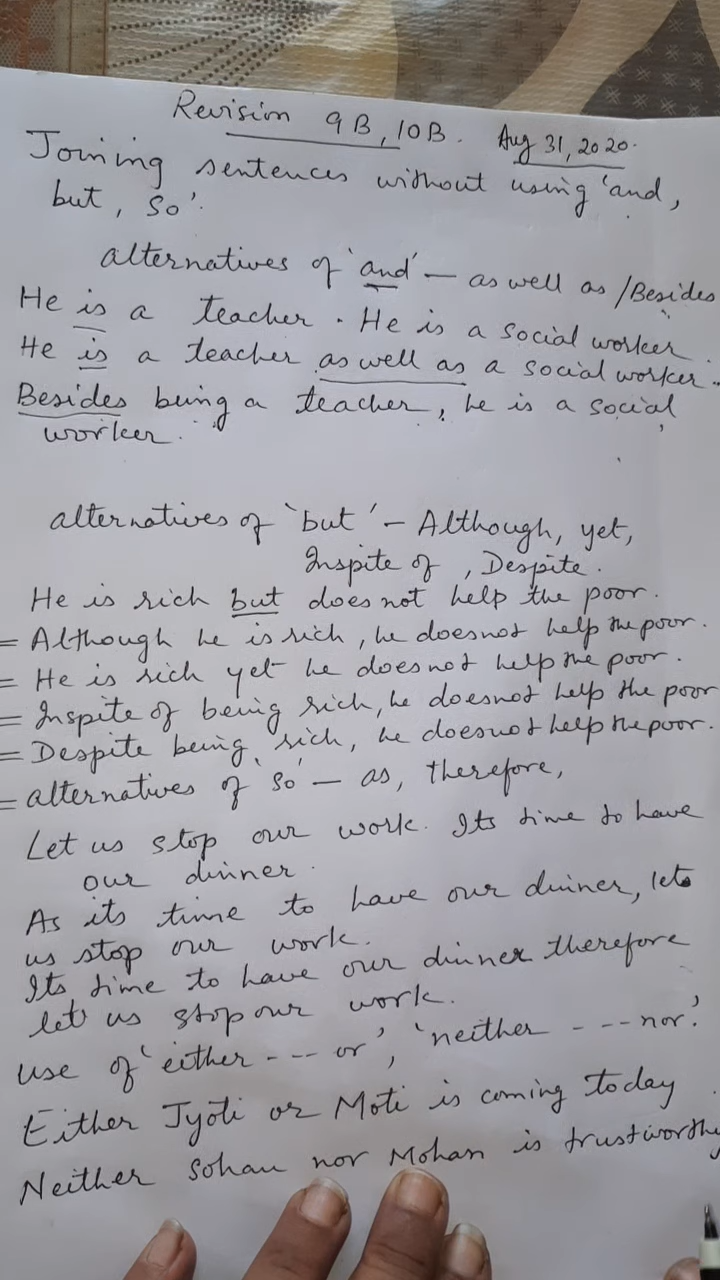 Revision 9B, 10B. Aug 31, 2020.
Joining sentences without using 'and,
but, so'.
alternatives of 'and' – as well as / Besides
He is a teacher. He is a social worker.
He is a teacher as well as a social worker.
Besides being a teacher, he is a social
worker.
alternatives of 'but' – Although, yet,
Inspite of, Despite.
He is rich but does not help the poor.
= Although he is rich, he doesnot help the poor.
= He is rich yet he doesnot help the poor.
= Inspite of being rich, he doesnot help the poor
= Despite being rich, he doesnot help the poor.
= alternatives of 'so' – as, therefore,
Let us stop our work. Its time to have
our dinner.
As its time to have our dinner, lets
us stop our work.
Its time to have our dinner therefore
let us stop our work.
use of 'either --- or', 'neither --- nor'.
Either Jyoti or Moti is coming today
Neither Sohan nor Mohan is trustworthy